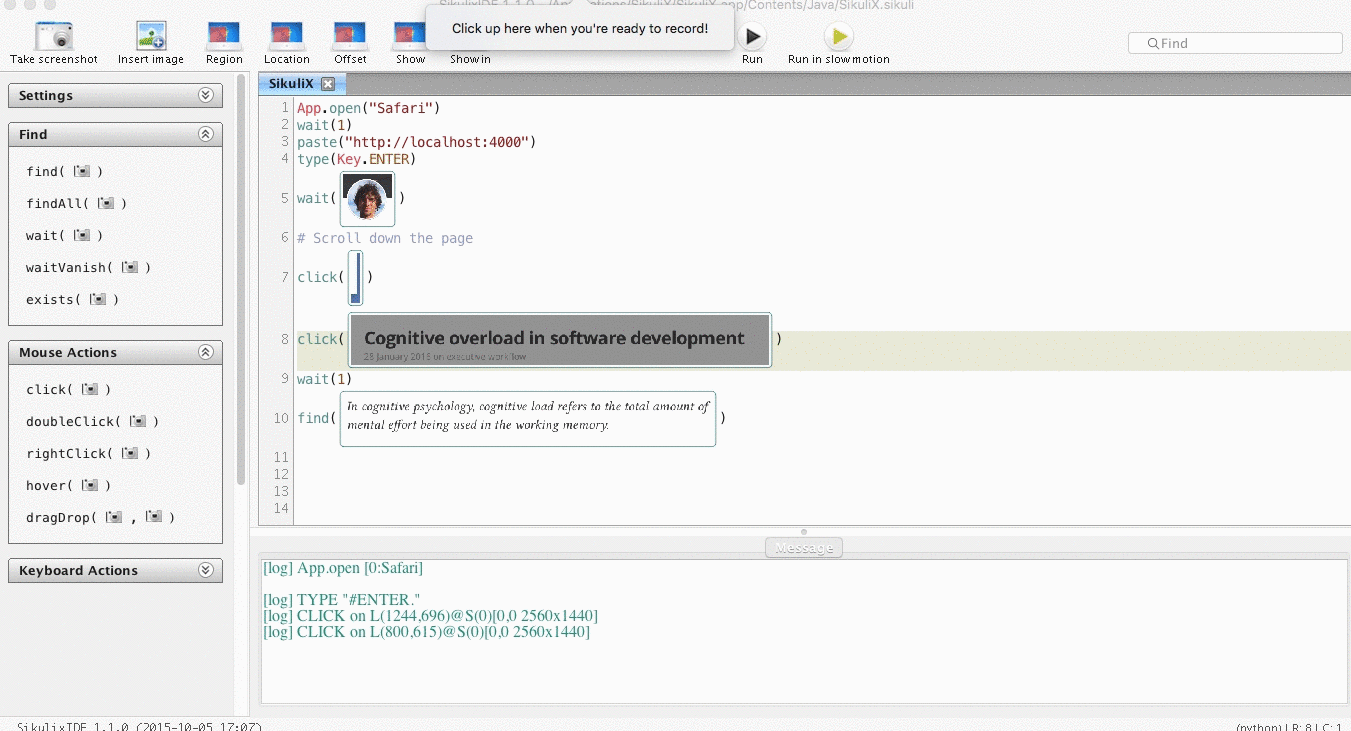 SikulixIDE 1.1.0 - /Applications/SikuliX/SikuliX.app/Contents/Java/SikuliX.sikuli
Click up here when you're ready to record!
Take screenshot Insert image Region Location Offset Show Show in Run Run in slow motion
Find
Settings
Find
find( )
findAll( )
wait( )
waitVanish( )
exists( )
Mouse Actions
click( )
doubleClick( )
rightClick( )
hover( )
dragDrop( , )
Keyboard Actions
SikuliX
1 App.open("Safari")
2 wait(1)
3 paste("http://localhost:4000")
4 type(Key.ENTER)
5 wait( )
6 # Scroll down the page
7 click( )
8 click( Cognitive overload in software development )
28 January 2016 on executive workflow
9 wait(1)
10 find( In cognitive psychology, cognitive load refers to the total amount of
mental effort being used in the working memory. )
11
12
13
14
Message
[log] App.open [0:Safari]
[log] TYPE "#ENTER."
[log] CLICK on L(1244,696)@S(0)[0,0 2560x1440]
[log] CLICK on L(800,615)@S(0)[0,0 2560x1440]
SikulixIDE 1.1.0 (2015-10-05 17:07)
(python) | R: 8 | C: 1